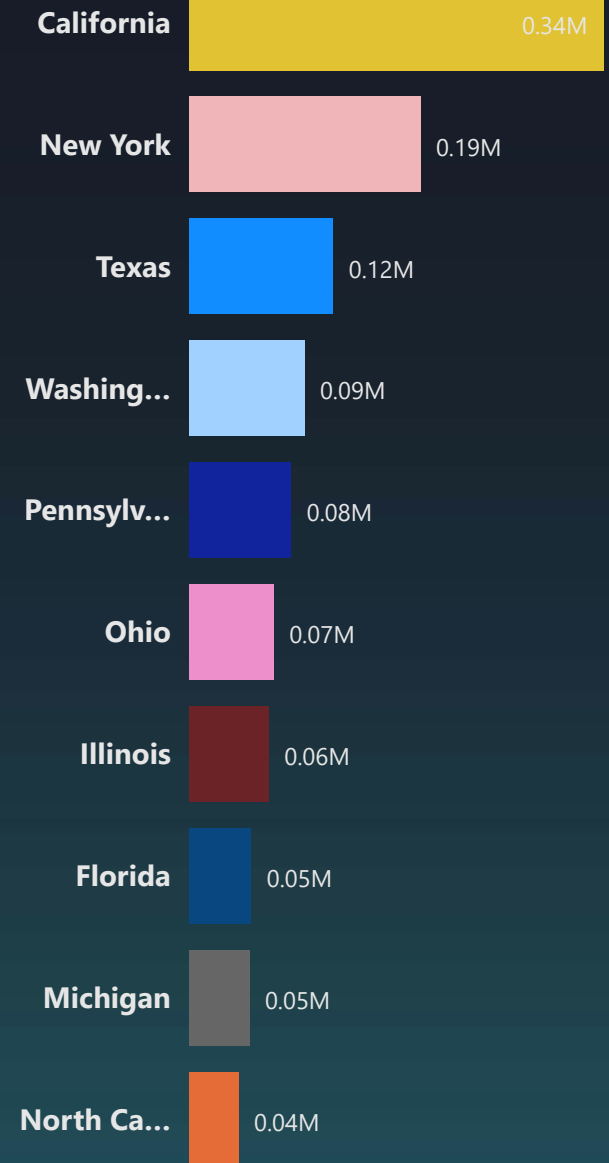 California 0.34M
New York 0.19M
Texas 0.12M
Washing... 0.09M
Pennsylv... 0.08M
Ohio 0.07M
Illinois 0.06M
Florida 0.05M
Michigan 0.05M
North Ca... 0.04M